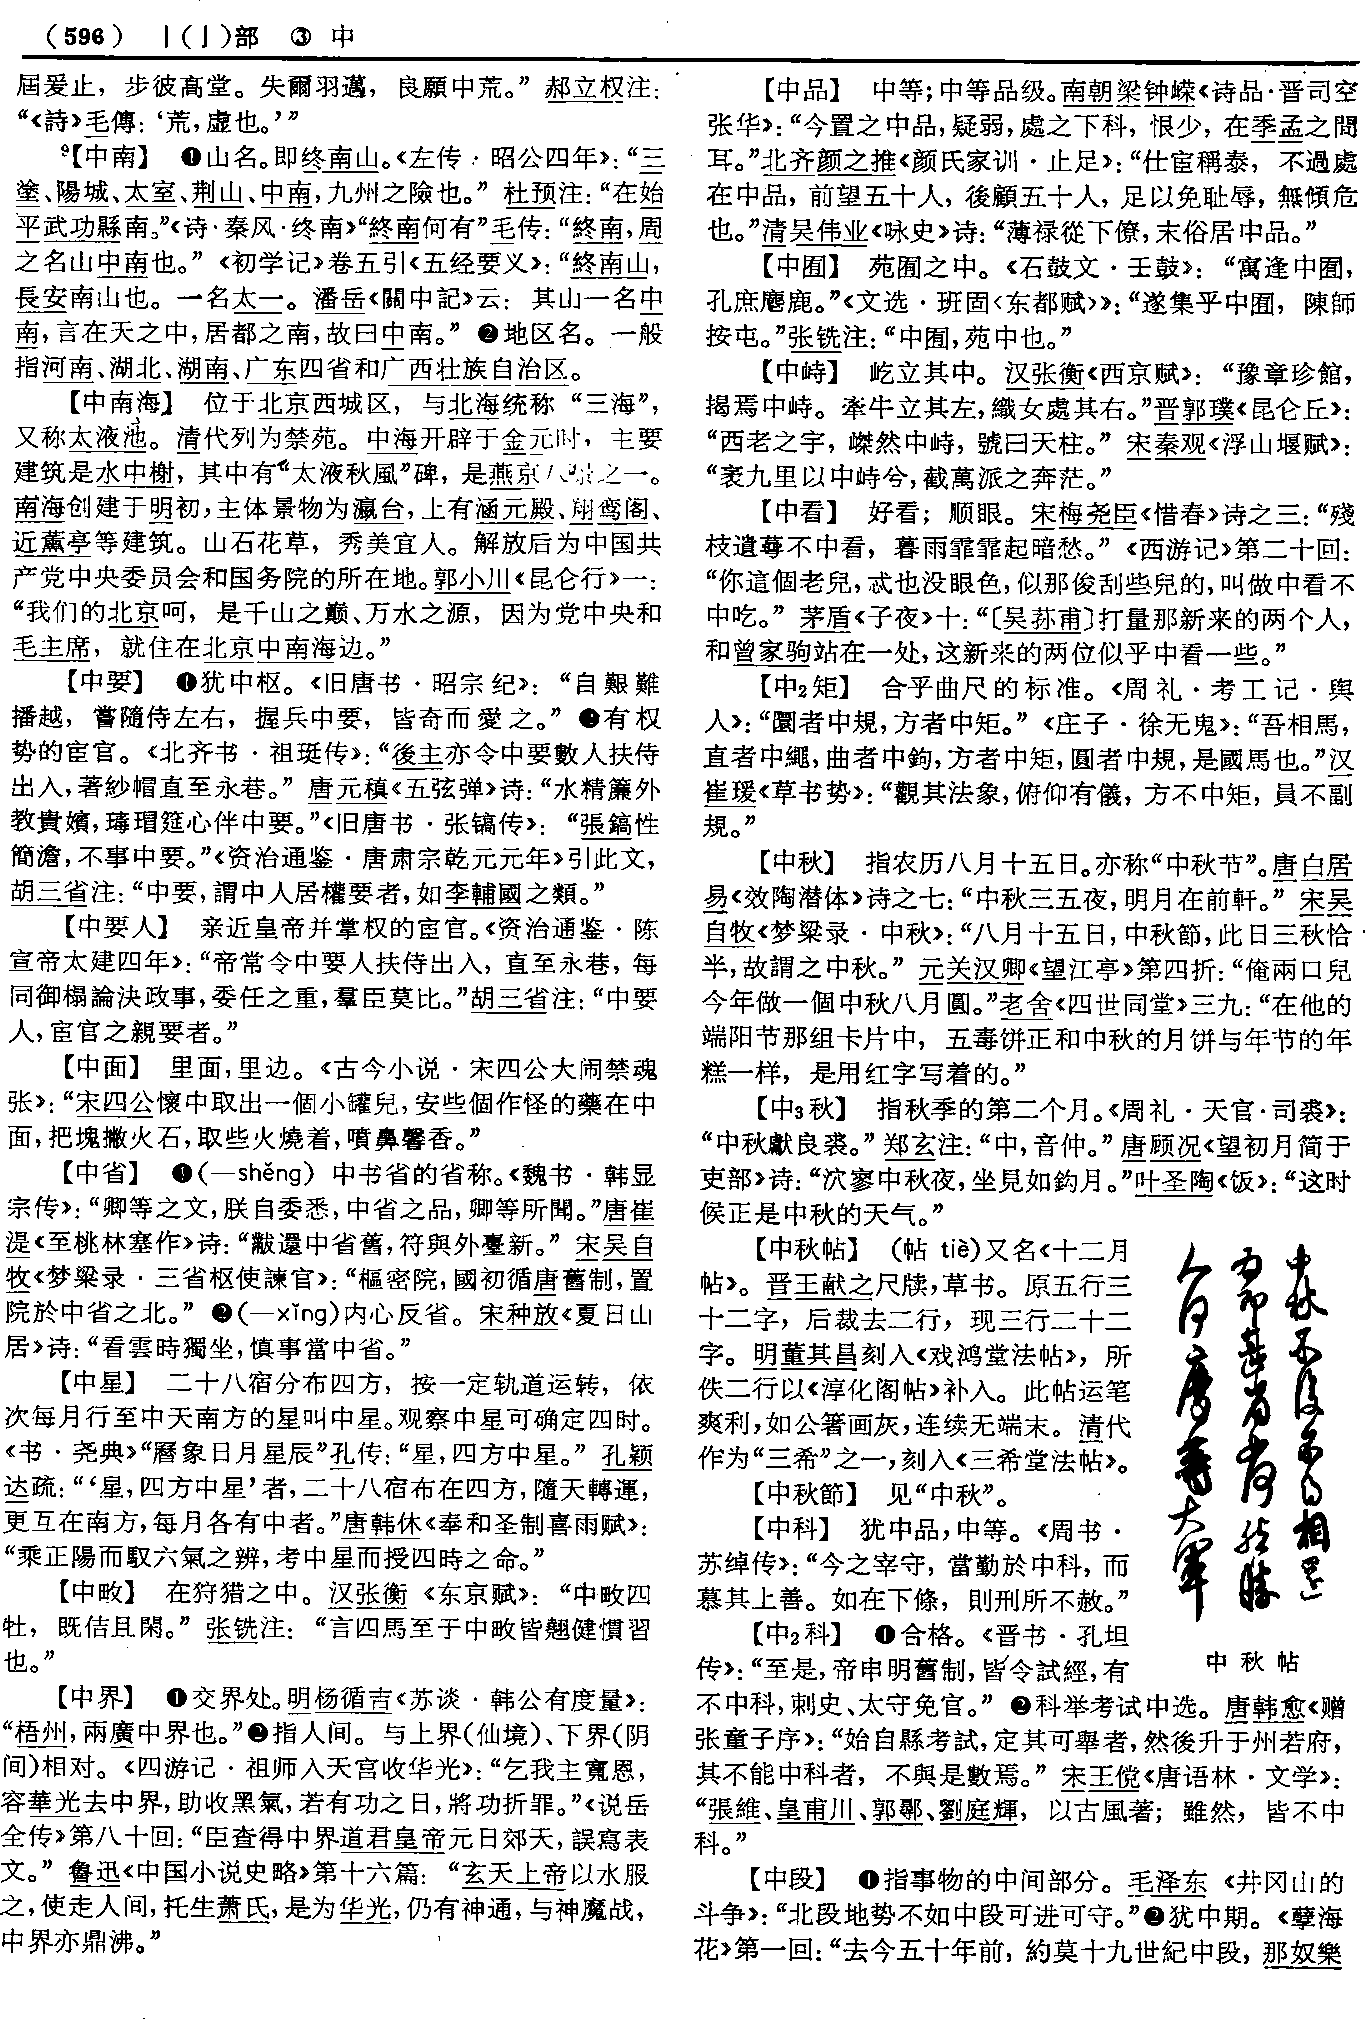 （596） 丨（亅）部 ③ 中
屆爰止，步彼高堂。失爾羽邁，良願中荒。”郝立权注：
“《詩》毛傳：‘荒，虚也。’”
【中南】 ❶山名。即终南山。《左传·昭公四年》：“三
塗、陽城、太室、荆山、中南，九州之險也。”杜预注：“在始
平武功縣南。”《诗·秦风·终南》“終南何有”毛传：“終南，周
之名山中南也。”《初学记》卷五引《五经要义》：“終南山，
長安南山也。一名太一。潘岳《關中記》云：其山一名中
南，言在天之中，居都之南，故曰中南。”❷地区名。一般
指河南、湖北、湖南、广东四省和广西壮族自治区。
【中南海】 位于北京西城区，与北海统称“三海”，
又称太液池。清代列为禁苑。中海开辟于金元时，主要
建筑是水中榭，其中有“太液秋風”碑，是燕京八景之一。
南海创建于明初，主体景物为瀛台，上有涵元殿、翔鸾阁、
近薰亭等建筑。山石花草，秀美宜人。解放后为中国共
产党中央委员会和国务院的所在地。郭小川《昆仑行》一：
“我们的北京呵，是千山之巅、万水之源，因为党中央和
毛主席，就住在北京中南海边。”
【中要】 ❶犹中枢。《旧唐书·昭宗纪》：“自艱難
播越，嘗隨侍左右，握兵中要，皆奇而愛之。”❷有权
势的宦官。《北齐书·祖珽传》：“後主亦令中要數人扶侍
出入，著紗帽直至永巷。”唐元稹《五弦弹》诗：“水精簾外
教貴嬪，瑇瑁筵心伴中要。”《旧唐书·张镐传》：“張鎬性
簡澹，不事中要。”《资治通鉴·唐肃宗乾元元年》引此文，
胡三省注：“中要，謂中人居權要者，如李輔國之類。”
【中要人】 亲近皇帝并掌权的宦官。《资治通鉴·陈
宣帝太建四年》：“帝常令中要人扶侍出入，直至永巷，每
同御榻論決政事，委任之重，羣臣莫比。”胡三省注：“中要
人，宦官之親要者。”
【中面】 里面，里边。《古今小说·宋四公大闹禁魂
张》：“宋四公懷中取出一個小罐兒，安些個作怪的藥在中
面，把塊撇火石，取些火燒着，噴鼻馨香。”
【中省】 ❶（—shěng）中书省的省称。《魏书·韩显
宗传》：“卿等之文，朕自委悉，中省之品，卿等所聞。”唐崔
湜《至桃林塞作》诗：“黻還中省舊，符與外臺新。”宋吴自
牧《梦粱录·三省枢使諫官》：“樞密院，國初循唐舊制，置
院於中省之北。”❷（—xǐng）内心反省。宋种放《夏日山
居》诗：“看雲時獨坐，慎事當中省。”
【中星】 二十八宿分布四方，按一定轨道运转，依
次每月行至中天南方的星叫中星。观察中星可确定四时。
《书·尧典》“曆象日月星辰”孔传：“星，四方中星。”孔颖
达疏：“‘星，四方中星’者，二十八宿布在四方，隨天轉運，
更互在南方，每月各有中者。”唐韩休《奉和圣制喜雨赋》：
“乘正陽而馭六氣之辨，考中星而授四時之命。”
【中畋】 在狩猎之中。汉张衡《东京赋》：“中畋四
牡，既佶且閑。”张铣注：“言四馬至于中畋皆翹健慣習
也。”
【中界】 ❶交界处。明杨循吉《苏谈·韩公有度量》：
“梧州，兩廣中界也。”❷指人间。与上界（仙境）、下界（阴
间）相对。《四游记·祖师入天宫收华光》：“乞我主寬恩，
容華光去中界，助收黑氣，若有功之日，將功折罪。”《说岳
全传》第八十回：“臣查得中界道君皇帝元日郊天，誤寫表
文。”鲁迅《中国小说史略》第十六篇：“玄天上帝以水服
之，使走人间，托生萧氏，是为华光，仍有神通，与神魔战，
中界亦鼎沸。”
【中品】 中等；中等品级。南朝梁钟嵘《诗品·晋司空
张华》：“今置之中品，疑弱，處之下科，恨少，在季孟之間
耳。”北齐颜之推《颜氏家训·止足》：“仕宦稱泰，不過處
在中品，前望五十人，後顧五十人，足以免耻辱，無傾危
也。”清吴伟业《咏史》诗：“薄禄從下僚，末俗居中品。”
【中囿】 苑囿之中。《石鼓文·壬鼓》：“寓逢中囿，
孔庶麀鹿。”《文选·班固〈东都赋〉》：“遂集乎中囿，陳師
按屯。”张铣注：“中囿，苑中也。”
【中峙】 屹立其中。汉张衡《西京赋》：“豫章珍館，
揭焉中峙。牽牛立其左，織女處其右。”晋郭璞《昆仑丘》：
“西老之宇，嵥然中峙，號曰天柱。”宋秦观《浮山堰赋》：
“袤九里以中峙兮，截萬派之奔茫。”
【中看】 好看；顺眼。宋梅尧臣《惜春》诗之三：“殘
枝遺萼不中看，暮雨霏霏起暗愁。”《西游记》第二十回：
“你這個老兒，忒也没眼色，似那俊刮些兒的，叫做中看不
中吃。”茅盾《子夜》十：“〔吴荪甫〕打量那新来的两个人，
和曾家驹站在一处，这新来的两位似乎中看一些。”
【中₂矩】 合乎曲尺的标准。《周礼·考工记·舆
人》：“圜者中規，方者中矩。”《庄子·徐无鬼》：“吾相馬，
直者中繩，曲者中鉤，方者中矩，圓者中規，是國馬也。”汉
崔瑗《草书势》：“觀其法象，俯仰有儀，方不中矩，員不副
規。”
【中秋】 指农历八月十五日。亦称“中秋节”。唐白居
易《效陶潜体》诗之七：“中秋三五夜，明月在前軒。”宋吴
自牧《梦粱录·中秋》：“八月十五日，中秋節，此日三秋恰
半，故謂之中秋。”元关汉卿《望江亭》第四折：“俺兩口兒
今年做一個中秋八月圓。”老舍《四世同堂》三九：“在他的
端阳节那组卡片中，五毒饼正和中秋的月饼与年节的年
糕一样，是用红字写着的。”
【中₃秋】 指秋季的第二个月。《周礼·天官·司裘》：
“中秋獻良裘。”郑玄注：“中，音仲。”唐顾况《望初月简于
吏部》诗：“泬寥中秋夜，坐見如鈎月。”叶圣陶《饭》：“这时
候正是中秋的天气。”
【中秋帖】 （帖 tiè）又名《十二月
帖》。晋王献之尺牍，草书。原五行三
十二字，后裁去二行，现三行二十二
字。明董其昌刻入《戏鸿堂法帖》，所
佚二行以《淳化阁帖》补入。此帖运笔
爽利，如公箸画灰，连续无端末。清代
作为“三希”之一，刻入《三希堂法帖》。
【中秋節】 见“中秋”。
【中科】 犹中品，中等。《周书·
苏绰传》：“今之宰守，當勤於中科，而
慕其上善。如在下條，則刑所不赦。”
【中₂科】 ❶合格。《晋书·孔坦
传》：“至是，帝申明舊制，皆令試經，有
不中科，刺史、太守免官。”❷科举考试中选。唐韩愈《赠
张童子序》：“始自縣考試，定其可舉者，然後升于州若府，
其不能中科者，不與是數焉。”宋王傥《唐语林·文学》：
“張維、皇甫川、郭鄩、劉庭輝，以古風著；雖然，皆不中
科。”
【中段】 ❶指事物的中间部分。毛泽东《井冈山的
斗争》：“北段地势不如中段可进可守。”❷犹中期。《孽海
花》第一回：“去今五十年前，約莫十九世紀中段，那奴樂
中秋不復不得相還
为即甚省如何然勝
人何慶等大軍
中秋帖